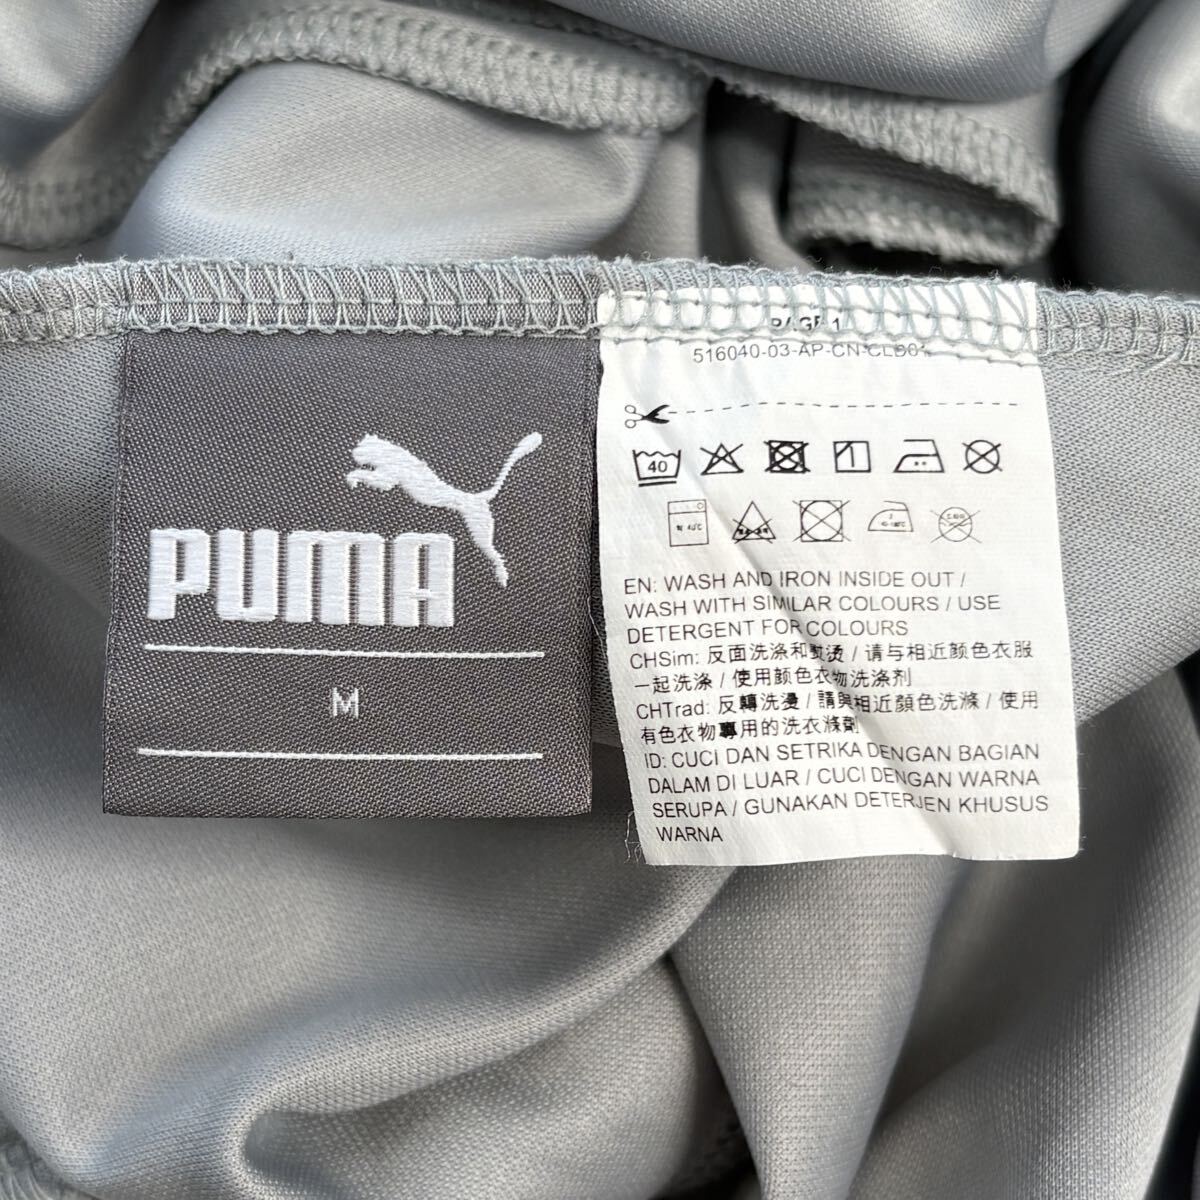 PUMA
M
PAGE 1
516040-03-AP-CN-CLB01
40
EN: WASH AND IRON INSIDE OUT /
WASH WITH SIMILAR COLOURS / USE
DETERGENT FOR COLOURS
CHSim: 反面洗涤和熨烫 / 请与相近颜色衣服
一起洗涤 / 使用颜色衣物洗涤剂
CHTrad: 反轉洗燙 / 請與相近顏色洗滌 / 使用
有色衣物專用的洗衣滌劑
ID: CUCI DAN SETRIKA DENGAN BAGIAN
DALAM DI LUAR / CUCI DENGAN WARNA
SERUPA / GUNAKAN DETERJEN KHUSUS
WARNA